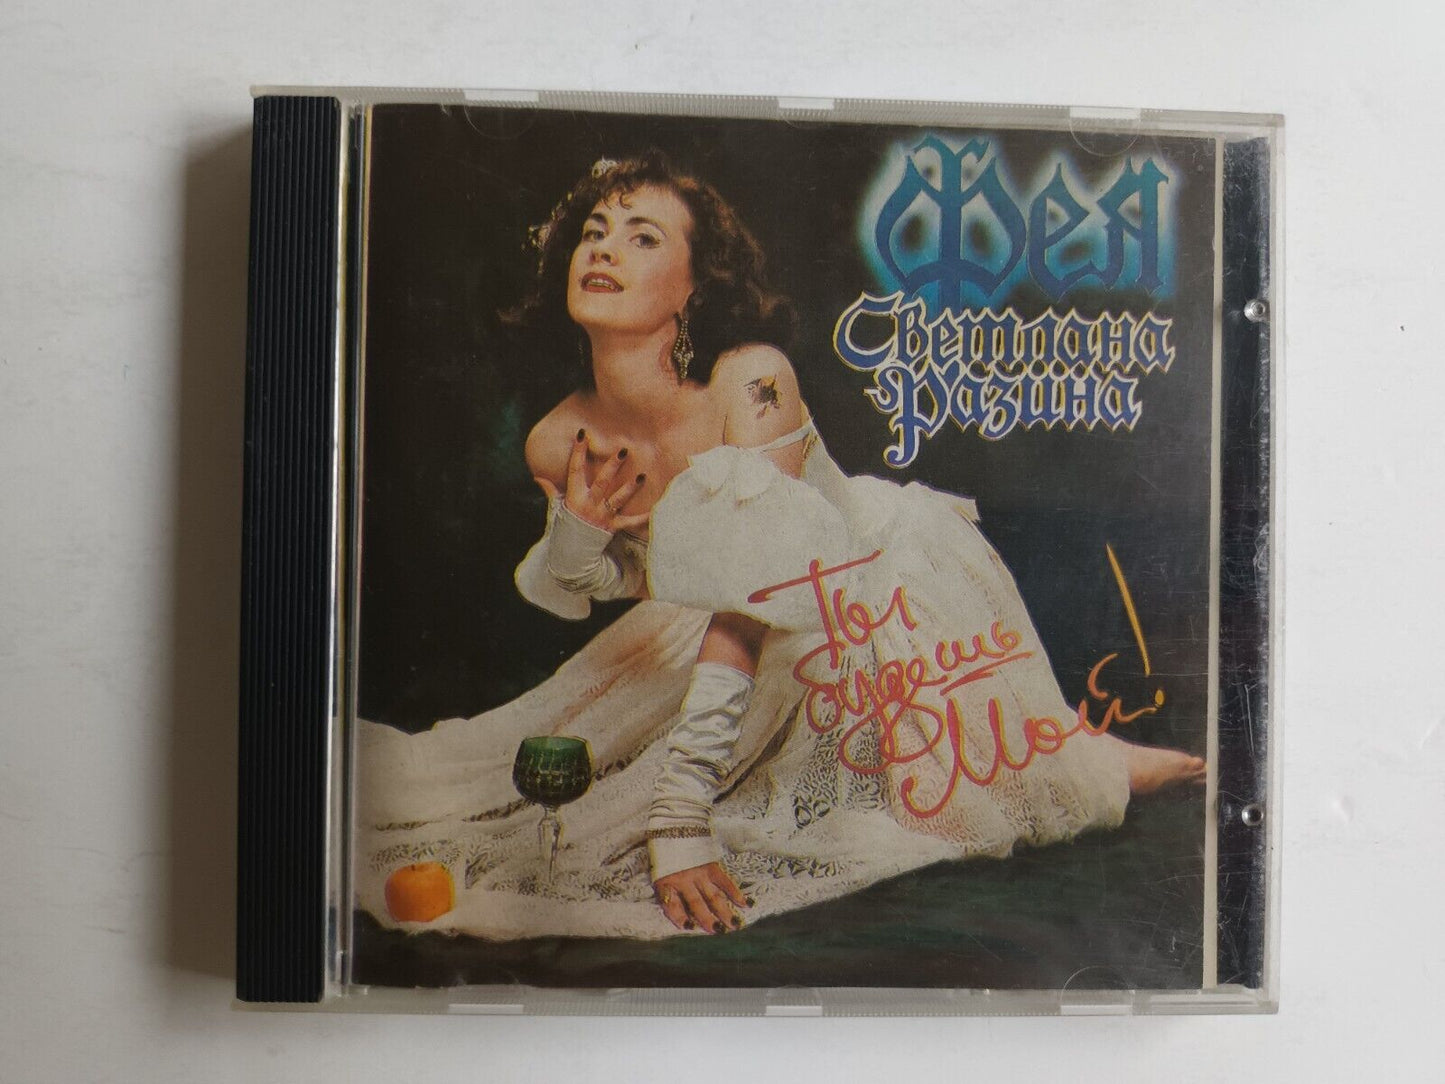 Фея
Светлана
Разина
Ты
будешь
Мой!